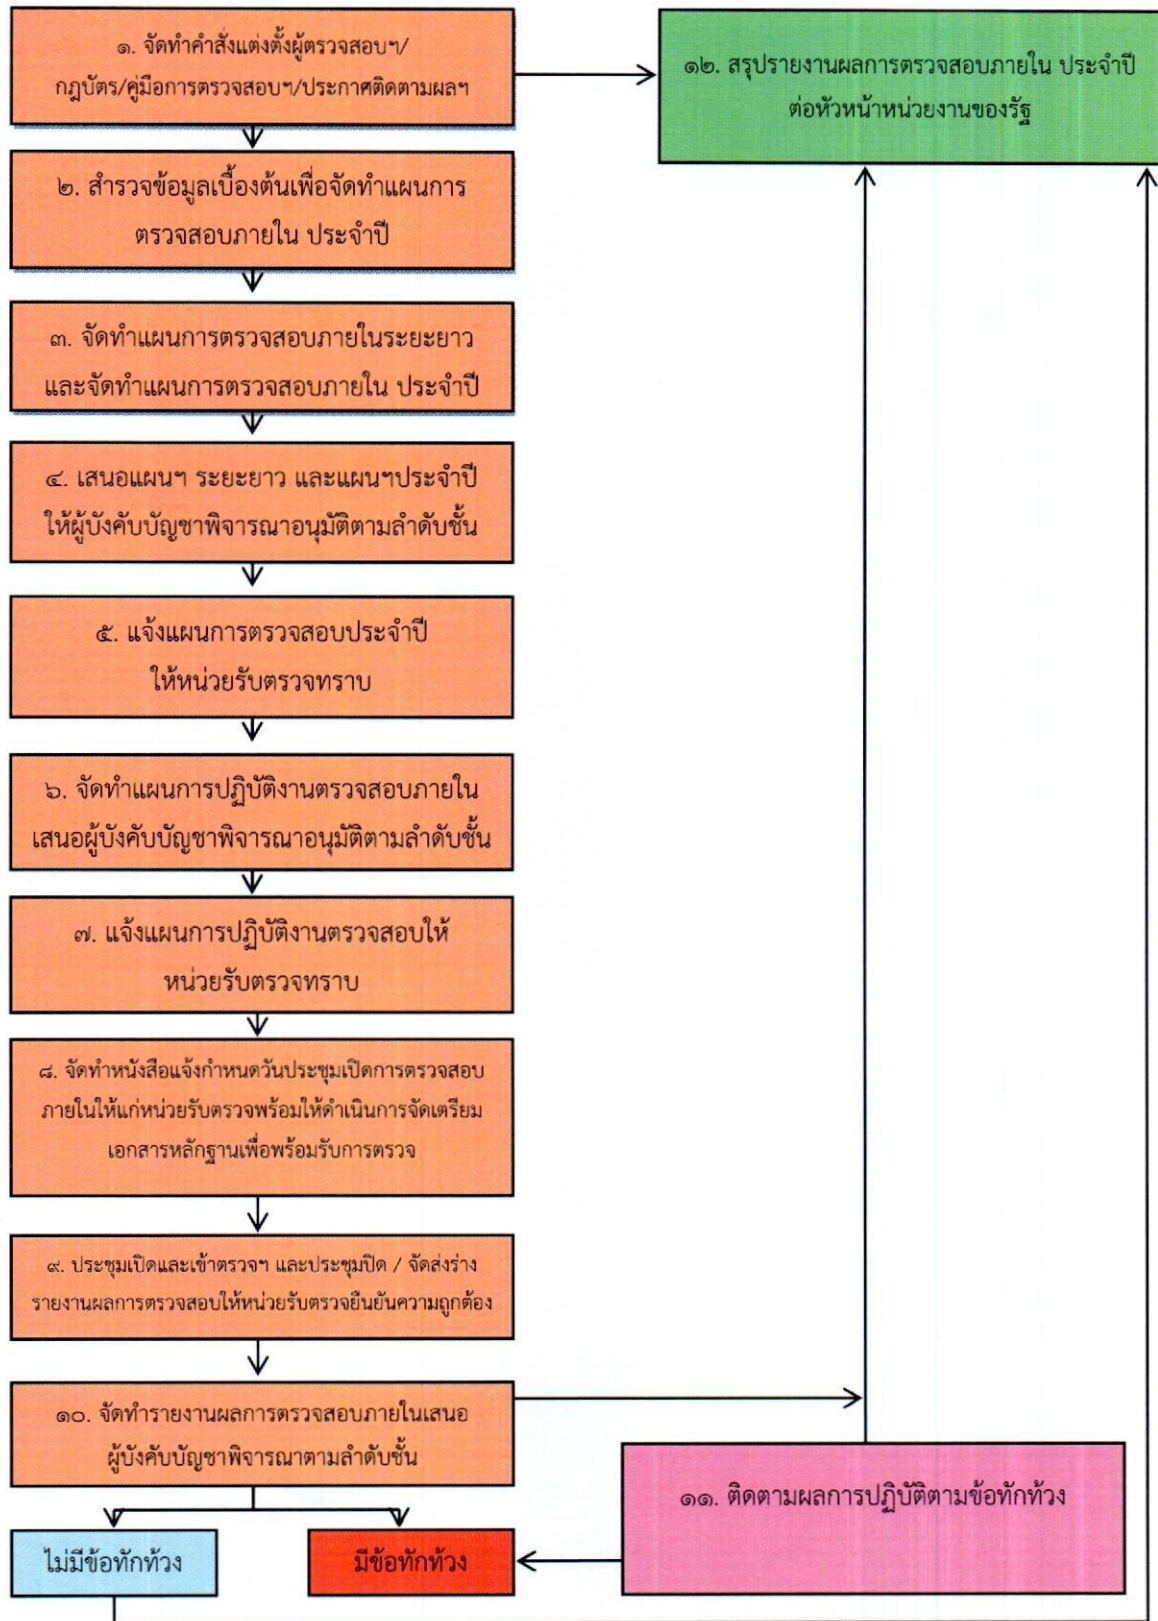 ๑. จัดทำคำสั่งแต่งตั้งผู้ตรวจสอบฯ/
กฎบัตร/คู่มือการตรวจสอบฯ/ประกาศติดตามผลฯ
๑๒. สรุปรายงานผลการตรวจสอบภายใน ประจำปี
ต่อหัวหน้าหน่วยงานของรัฐ
๒. สำรวจข้อมูลเบื้องต้นเพื่อจัดทำแผนการ
ตรวจสอบภายใน ประจำปี
๓. จัดทำแผนการตรวจสอบภายในระยะยาว
และจัดทำแผนการตรวจสอบภายใน ประจำปี
๔. เสนอแผนฯ ระยะยาว และแผนฯประจำปี
ให้ผู้บังคับบัญชาพิจารณาอนุมัติตามลำดับชั้น
๕. แจ้งแผนการตรวจสอบประจำปี
ให้หน่วยรับตรวจทราบ
๖. จัดทำแผนการปฏิบัติงานตรวจสอบภายใน
เสนอผู้บังคับบัญชาพิจารณาอนุมัติตามลำดับชั้น
๗. แจ้งแผนการปฏิบัติงานตรวจสอบให้
หน่วยรับตรวจทราบ
๘. จัดทำหนังสือแจ้งกำหนดวันประชุมเปิดการตรวจสอบ
ภายในให้แก่หน่วยรับตรวจพร้อมให้ดำเนินการจัดเตรียม
เอกสารหลักฐานเพื่อพร้อมรับการตรวจ
๙. ประชุมเปิดและเข้าตรวจฯ และประชุมปิด / จัดส่งร่าง
รายงานผลการตรวจสอบให้หน่วยรับตรวจยืนยันความถูกต้อง
๑๐. จัดทำรายงานผลการตรวจสอบภายในเสนอ
ผู้บังคับบัญชาพิจารณาตามลำดับชั้น
๑๑. ติดตามผลการปฏิบัติตามข้อทักท้วง
ไม่มีข้อทักท้วง
มีข้อทักท้วง